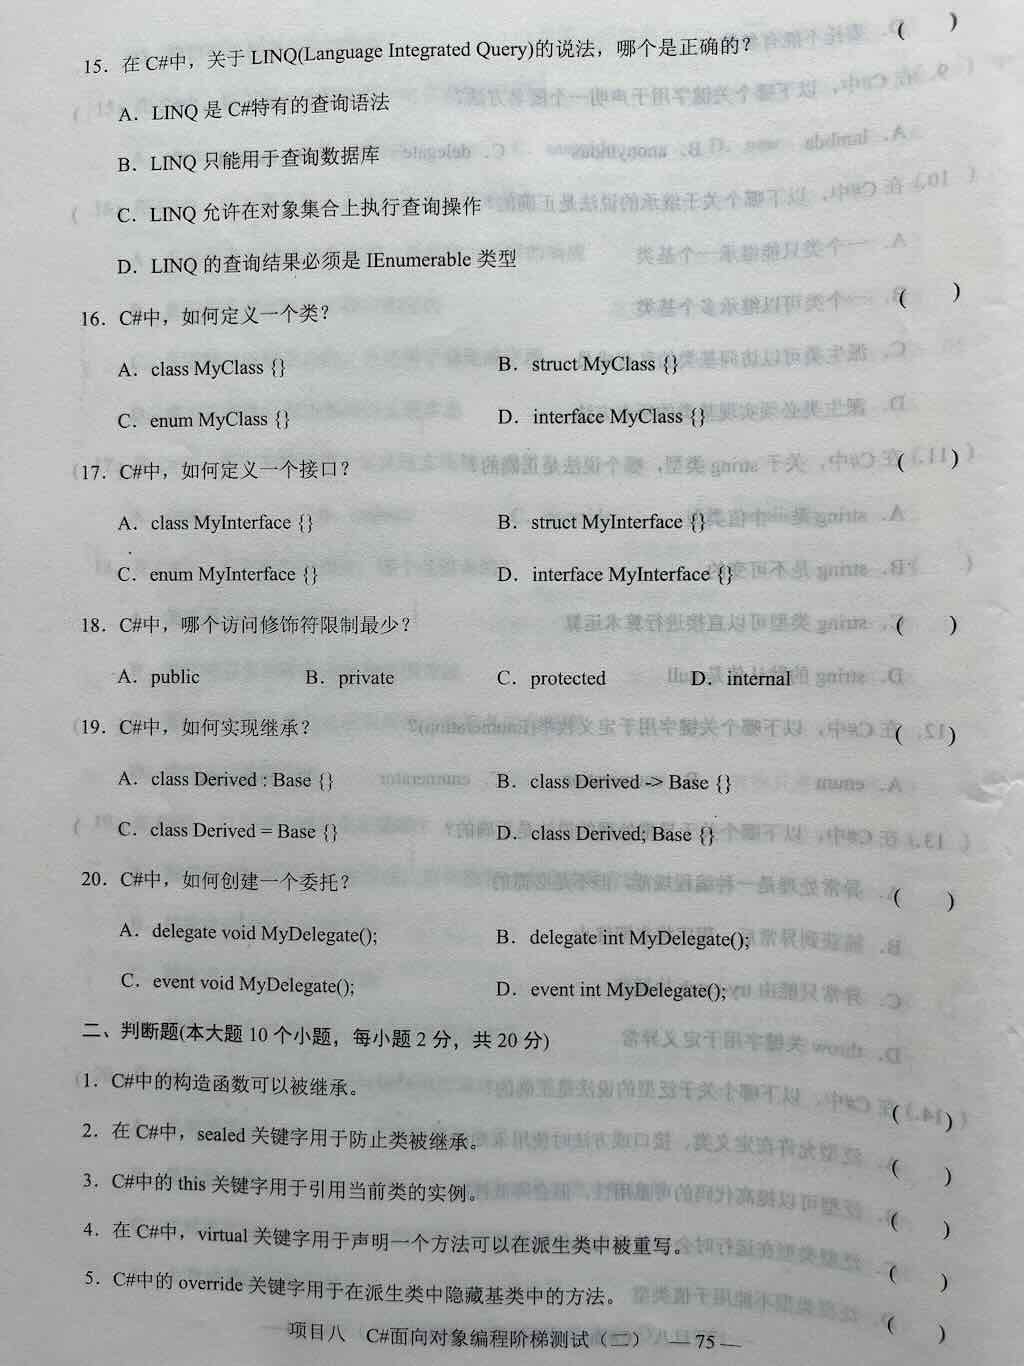 15．在 C#中，关于 LINQ(Language Integrated Query)的说法，哪个是正确的？ ( )
A．LINQ 是 C#特有的查询语法
B．LINQ 只能用于查询数据库
C．LINQ 允许在对象集合上执行查询操作
D．LINQ 的查询结果必须是 IEnumerable 类型
16．C#中，如何定义一个类？ ( )
A．class MyClass {} B．struct MyClass {}
C．enum MyClass {} D．interface MyClass {}
17．C#中，如何定义一个接口？ ( )
A．class MyInterface {} B．struct MyInterface {}
C．enum MyInterface {} D．interface MyInterface {}
18．C#中，哪个访问修饰符限制最少？ ( )
A．public B．private C．protected D．internal
19．C#中，如何实现继承？ ( )
A．class Derived : Base {} B．class Derived -> Base {}
C．class Derived = Base {} D．class Derived; Base {}
20．C#中，如何创建一个委托？ ( )
A．delegate void MyDelegate(); B．delegate int MyDelegate();
C．event void MyDelegate(); D．event int MyDelegate();
二、判断题(本大题 10 个小题，每小题 2 分，共 20 分)
1．C#中的构造函数可以被继承。 ( )
2．在 C#中，sealed 关键字用于防止类被继承。 ( )
3．C#中的 this 关键字用于引用当前类的实例。 ( )
4．在 C#中，virtual 关键字用于声明一个方法可以在派生类中被重写。 ( )
5．C#中的 override 关键字用于在派生类中隐藏基类中的方法。 ( )
项目八 C#面向对象编程阶梯测试（二） — 75 —